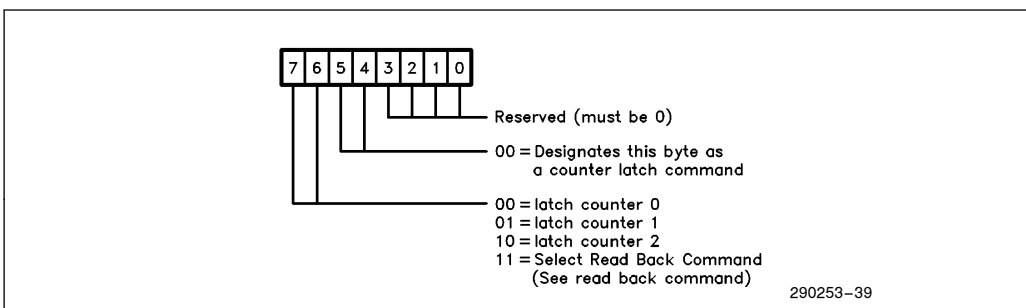 7 6 5 4 3 2 1 0
Reserved (must be 0)
00 = Designates this byte as
a counter latch command
00 = latch counter 0
01 = latch counter 1
10 = latch counter 2
11 = Select Read Back Command
(See read back command)
290253–39